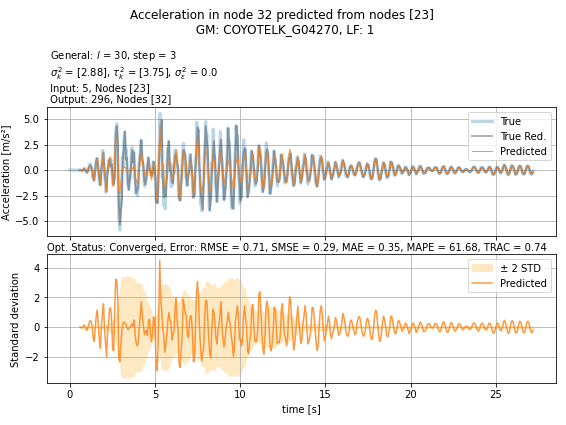 Acceleration in node 32 predicted from nodes [23]
GM: COYOTELK_G04270, LF: 1
General: l = 30, step = 3
σ²ₖ = [2.88], τ²ₖ = [3.75], σ²ε = 0.0
Input: 5, Nodes [23]
Output: 296, Nodes [32]
Acceleration [m/s²]
5.0
2.5
0.0
−2.5
−5.0
True
True Red.
Predicted
Opt. Status: Converged, Error: RMSE = 0.71, SMSE = 0.29, MAE = 0.35, MAPE = 61.68, TRAC = 0.74
Standard deviation
4
2
0
−2
± 2 STD
Predicted
0 5 10 15 20 25
time [s]